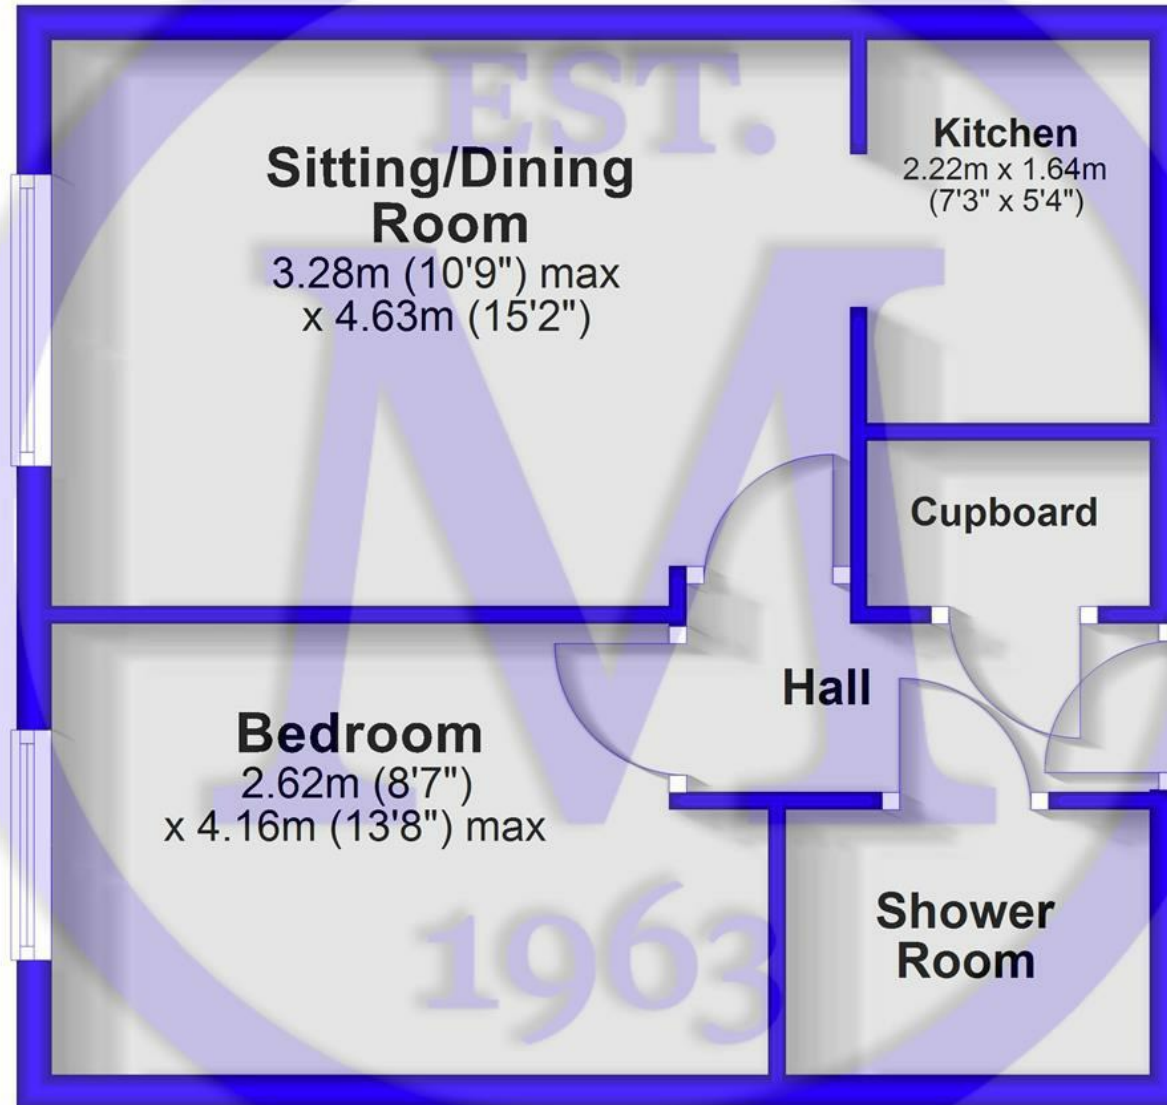 EST.
Sitting/Dining
Room
3.28m (10'9") max
x 4.63m (15'2")
Kitchen
2.22m x 1.64m
(7'3" x 5'4")
Cupboard
Hall
Bedroom
2.62m (8'7")
x 4.16m (13'8") max
Shower
Room
M
1963